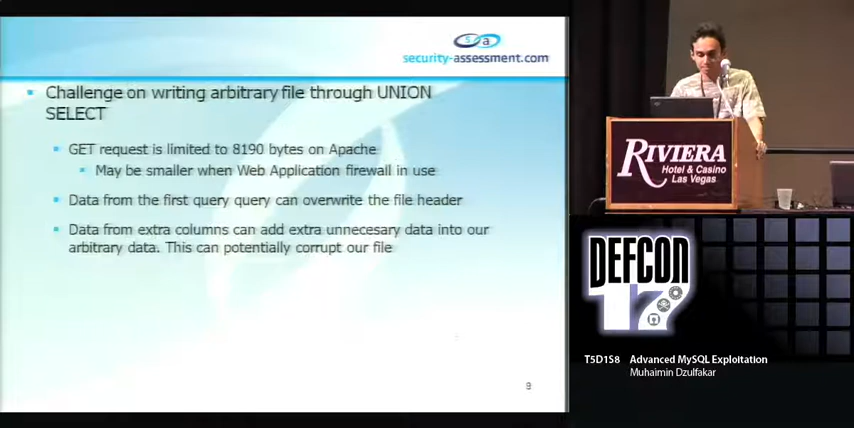 security-assessment.com
Challenge on writing arbitrary file through UNION
SELECT
GET request is limited to 8190 bytes on Apache
May be smaller when Web Application firewall in use
Data from the first query query can overwrite the file header
Data from extra columns can add extra unnecesary data into our
arbitrary data. This can potentially corrupt our file
9
RIVIERA
Hotel & Casino
Las Vegas
DEFCON
17
T5D1S8 Advanced MySQL Exploitation
Muhaimin Dzulfakar